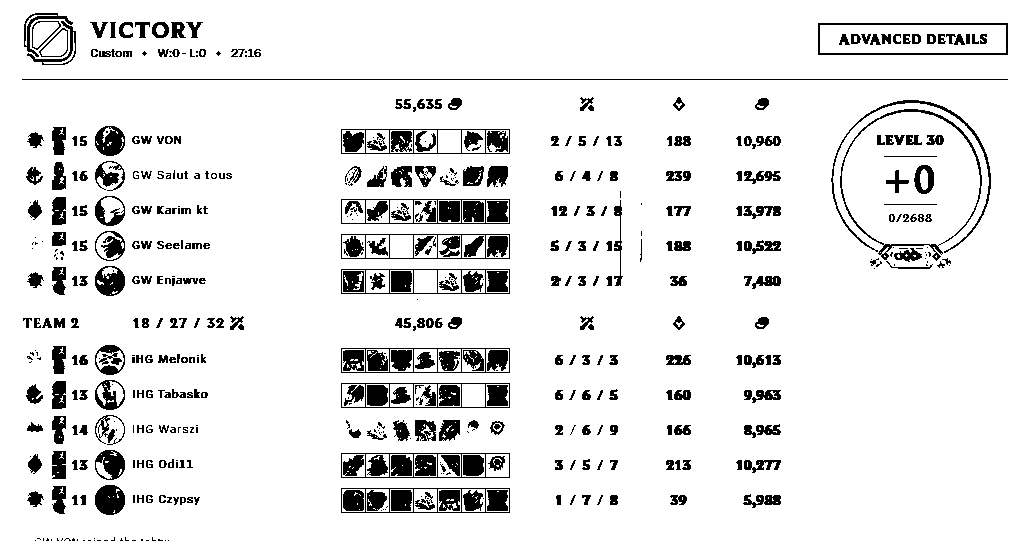 VICTORY
Custom • W:0 - L:0 • 27:16
ADVANCED DETAILS
55,635
15 GW VON 2 / 5 / 13 188 10,960
16 GW Salut a tous 6 / 4 / 8 239 12,695
15 GW Karim kt 12 / 3 / 8 177 13,978
15 GW Seelame 5 / 3 / 15 188 10,522
13 GW Enjawve 2 / 3 / 17 36 7,480
LEVEL 30
+0
0/2688
TEAM 2 18 / 27 / 32 45,806
16 IHG Mefonik 6 / 3 / 3 226 10,613
13 IHG Tabasko 6 / 6 / 5 160 9,963
14 IHG Warszi 2 / 6 / 9 166 8,965
13 IHG Odi11 3 / 5 / 7 213 10,277
11 IHG Czypsy 1 / 7 / 8 39 5,988